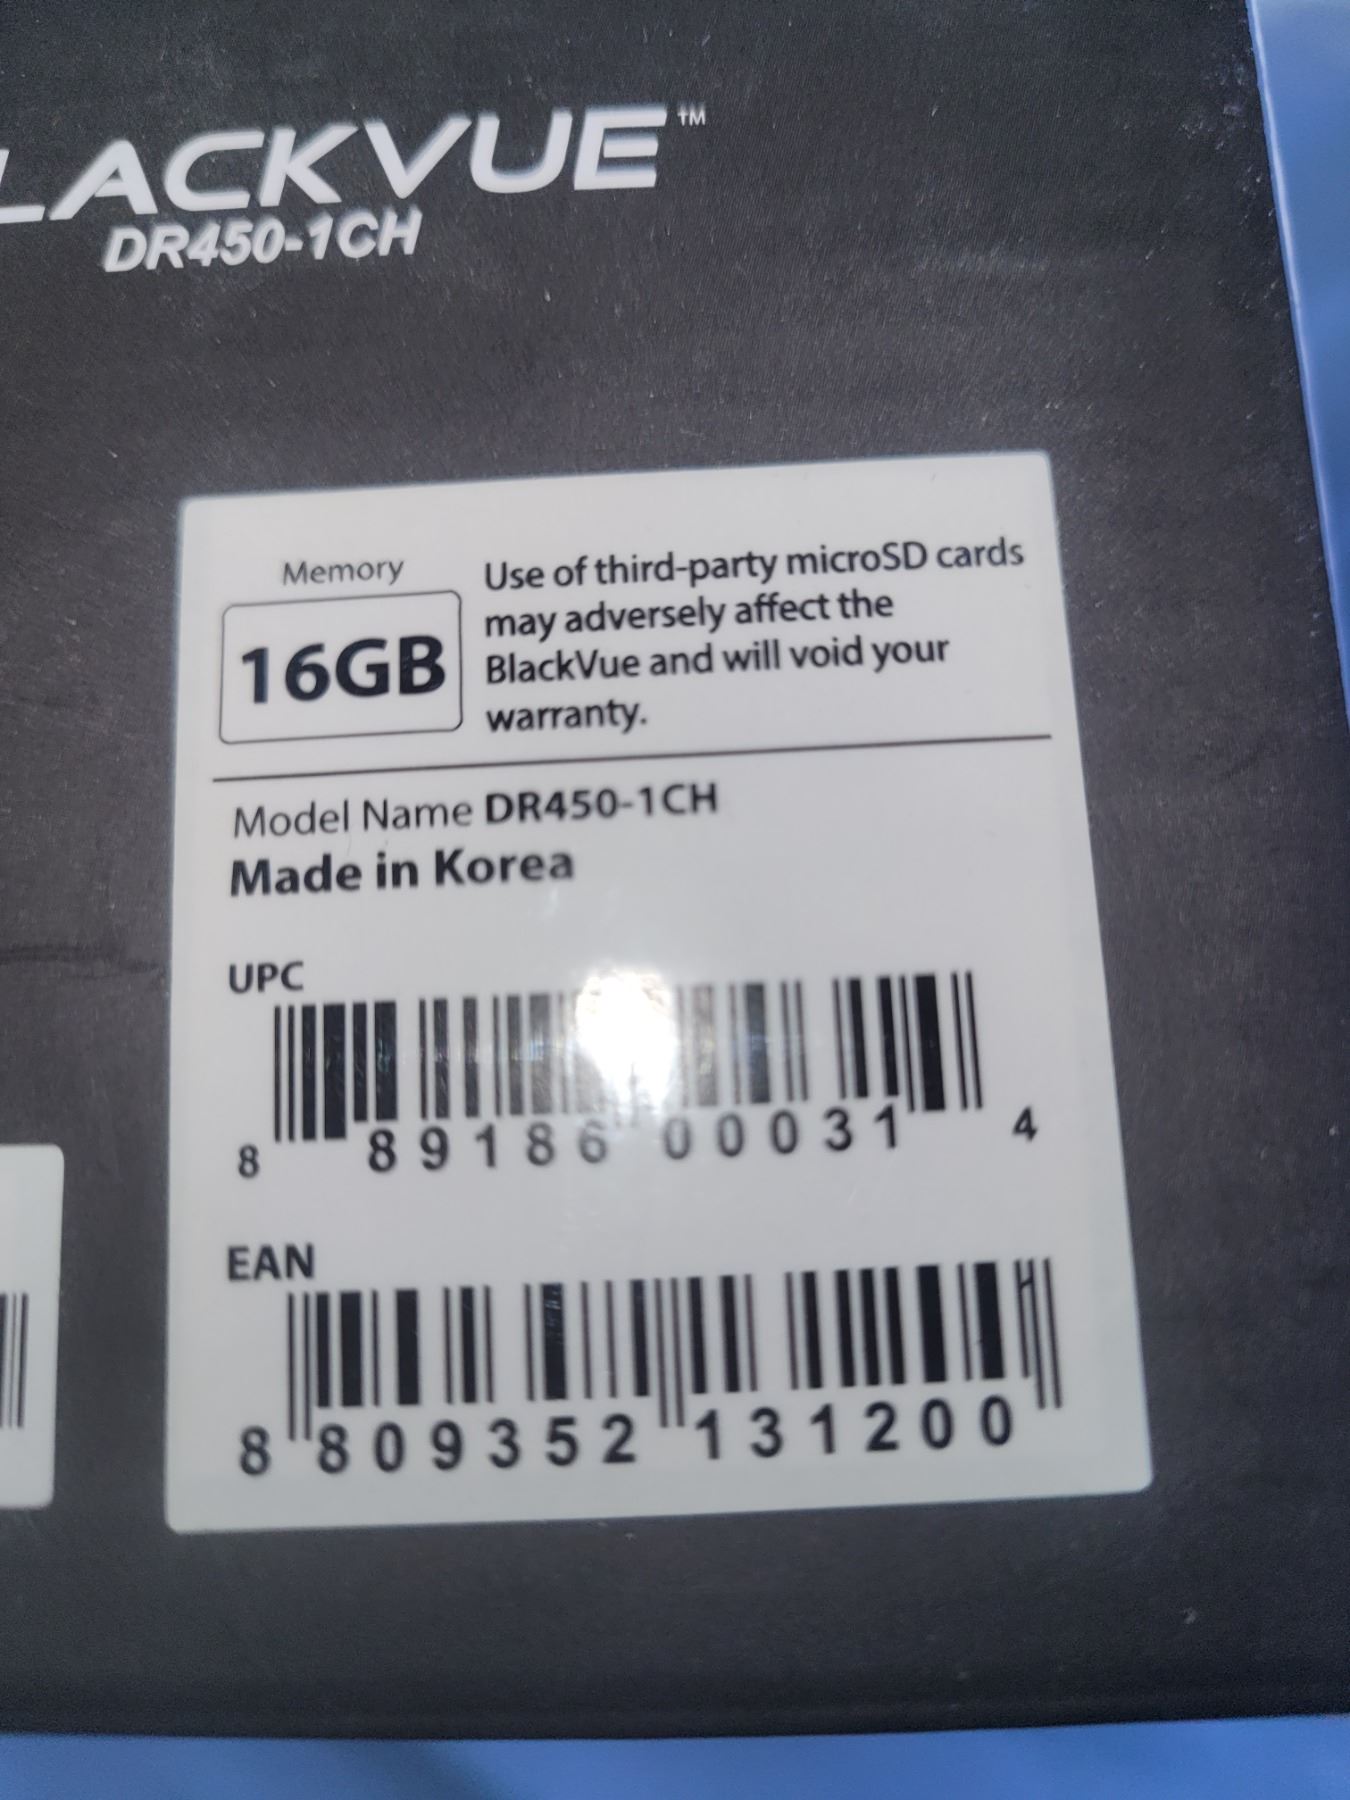 LACKVUE™
DR450-1CH
Memory
16GB
Use of third-party microSD cards
may adversely affect the
BlackVue and will void your
warranty.
Model Name DR450-1CH
Made in Korea
UPC
8 89186 00031 4
EAN
8 809352 131200